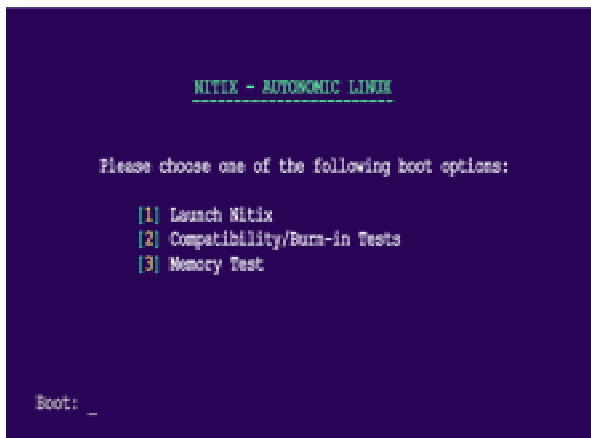 NITIX - AUTONOMIC LINUX
Please choose one of the following boot options:
[1] Launch Nitix
[2] Compatibility/Burn-in Tests
[3] Memory Test
Boot: _